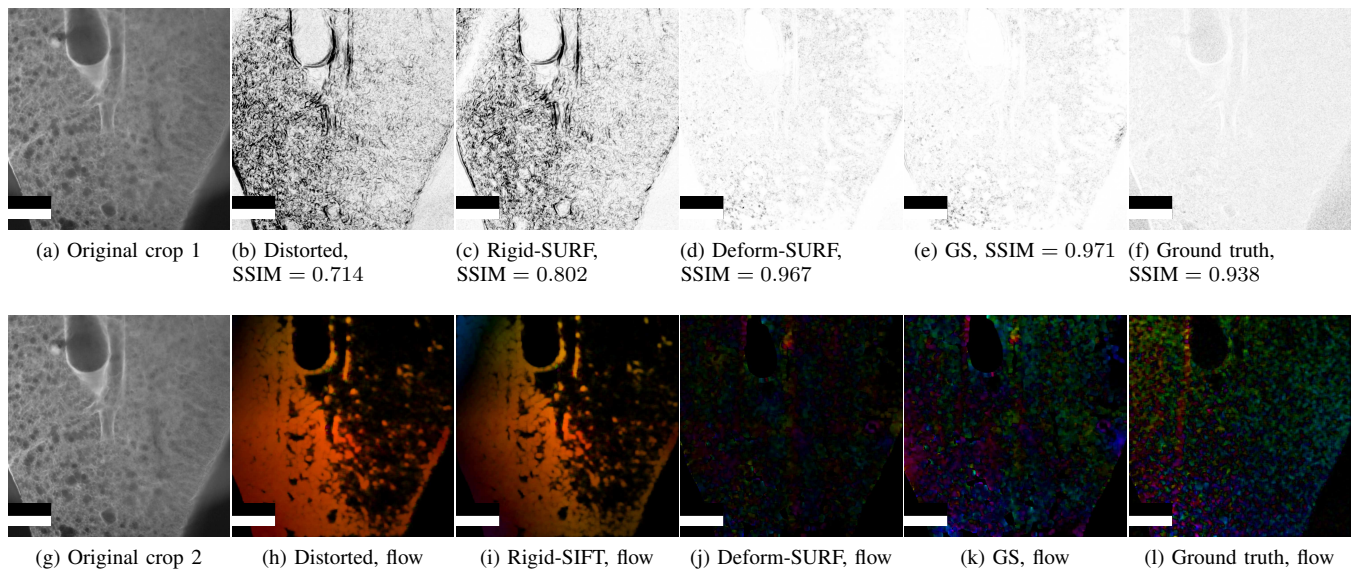 (a) Original crop 1
(b) Distorted,
SSIM = 0.714
(c) Rigid-SURF,
SSIM = 0.802
(d) Deform-SURF,
SSIM = 0.967
(e) GS, SSIM = 0.971
(f) Ground truth,
SSIM = 0.938
(g) Original crop 2
(h) Distorted, flow
(i) Rigid-SIFT, flow
(j) Deform-SURF, flow
(k) GS, flow
(l) Ground truth, flow